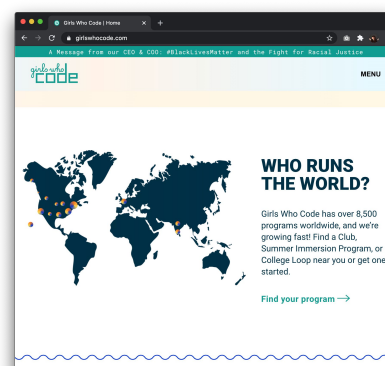 Girls Who Code | Home
girlswhocode.com
A Message from our CEO & COO: #BlackLivesMatter and the Fight for Racial Justice
girls who
CODE
MENU
WHO RUNS
THE WORLD?
Girls Who Code has over 8,500
programs worldwide, and we're
growing fast! Find a Club,
Summer Immersion Program, or
College Loop near you or get one
started.
Find your program →